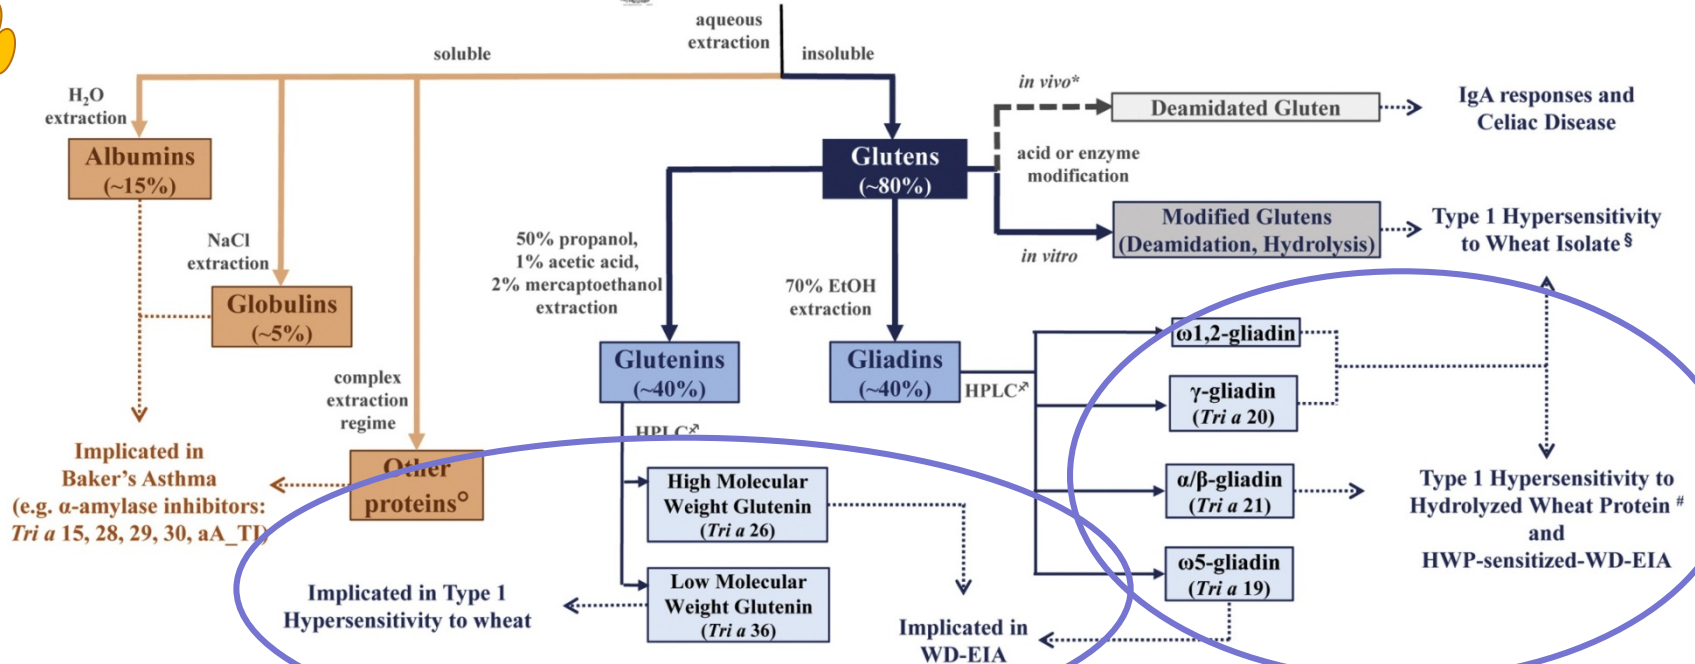 aqueous
extraction
soluble
insoluble
H₂O
extraction
Albumins
(~15%)
NaCl
extraction
Globulins
(~5%)
complex
extraction
regime
Other
proteins°
Implicated in
Baker’s Asthma
(e.g. α-amylase inhibitors:
Tri a 15, 28, 29, 30, aA_TI)
Glutens
(~80%)
in vivo*
Deamidated Gluten
IgA responses and
Celiac Disease
acid or enzyme
modification
in vitro
Modified Glutens
(Deamidation, Hydrolysis)
Type 1 Hypersensitivity
to Wheat Isolate §
50% propanol,
1% acetic acid,
2% mercaptoethanol
extraction
70% EtOH
extraction
Glutenins
(~40%)
Gliadins
(~40%)
HPLC
HPLC
High Molecular
Weight Glutenin
(Tri a 26)
Low Molecular
Weight Glutenin
(Tri a 36)
Implicated in Type 1
Hypersensitivity to wheat
Implicated in
WD-EIA
ω1,2-gliadin
γ-gliadin
(Tri a 20)
α/β-gliadin
(Tri a 21)
ω5-gliadin
(Tri a 19)
Type 1 Hypersensitivity to
Hydrolyzed Wheat Protein #
and
HWP-sensitized-WD-EIA